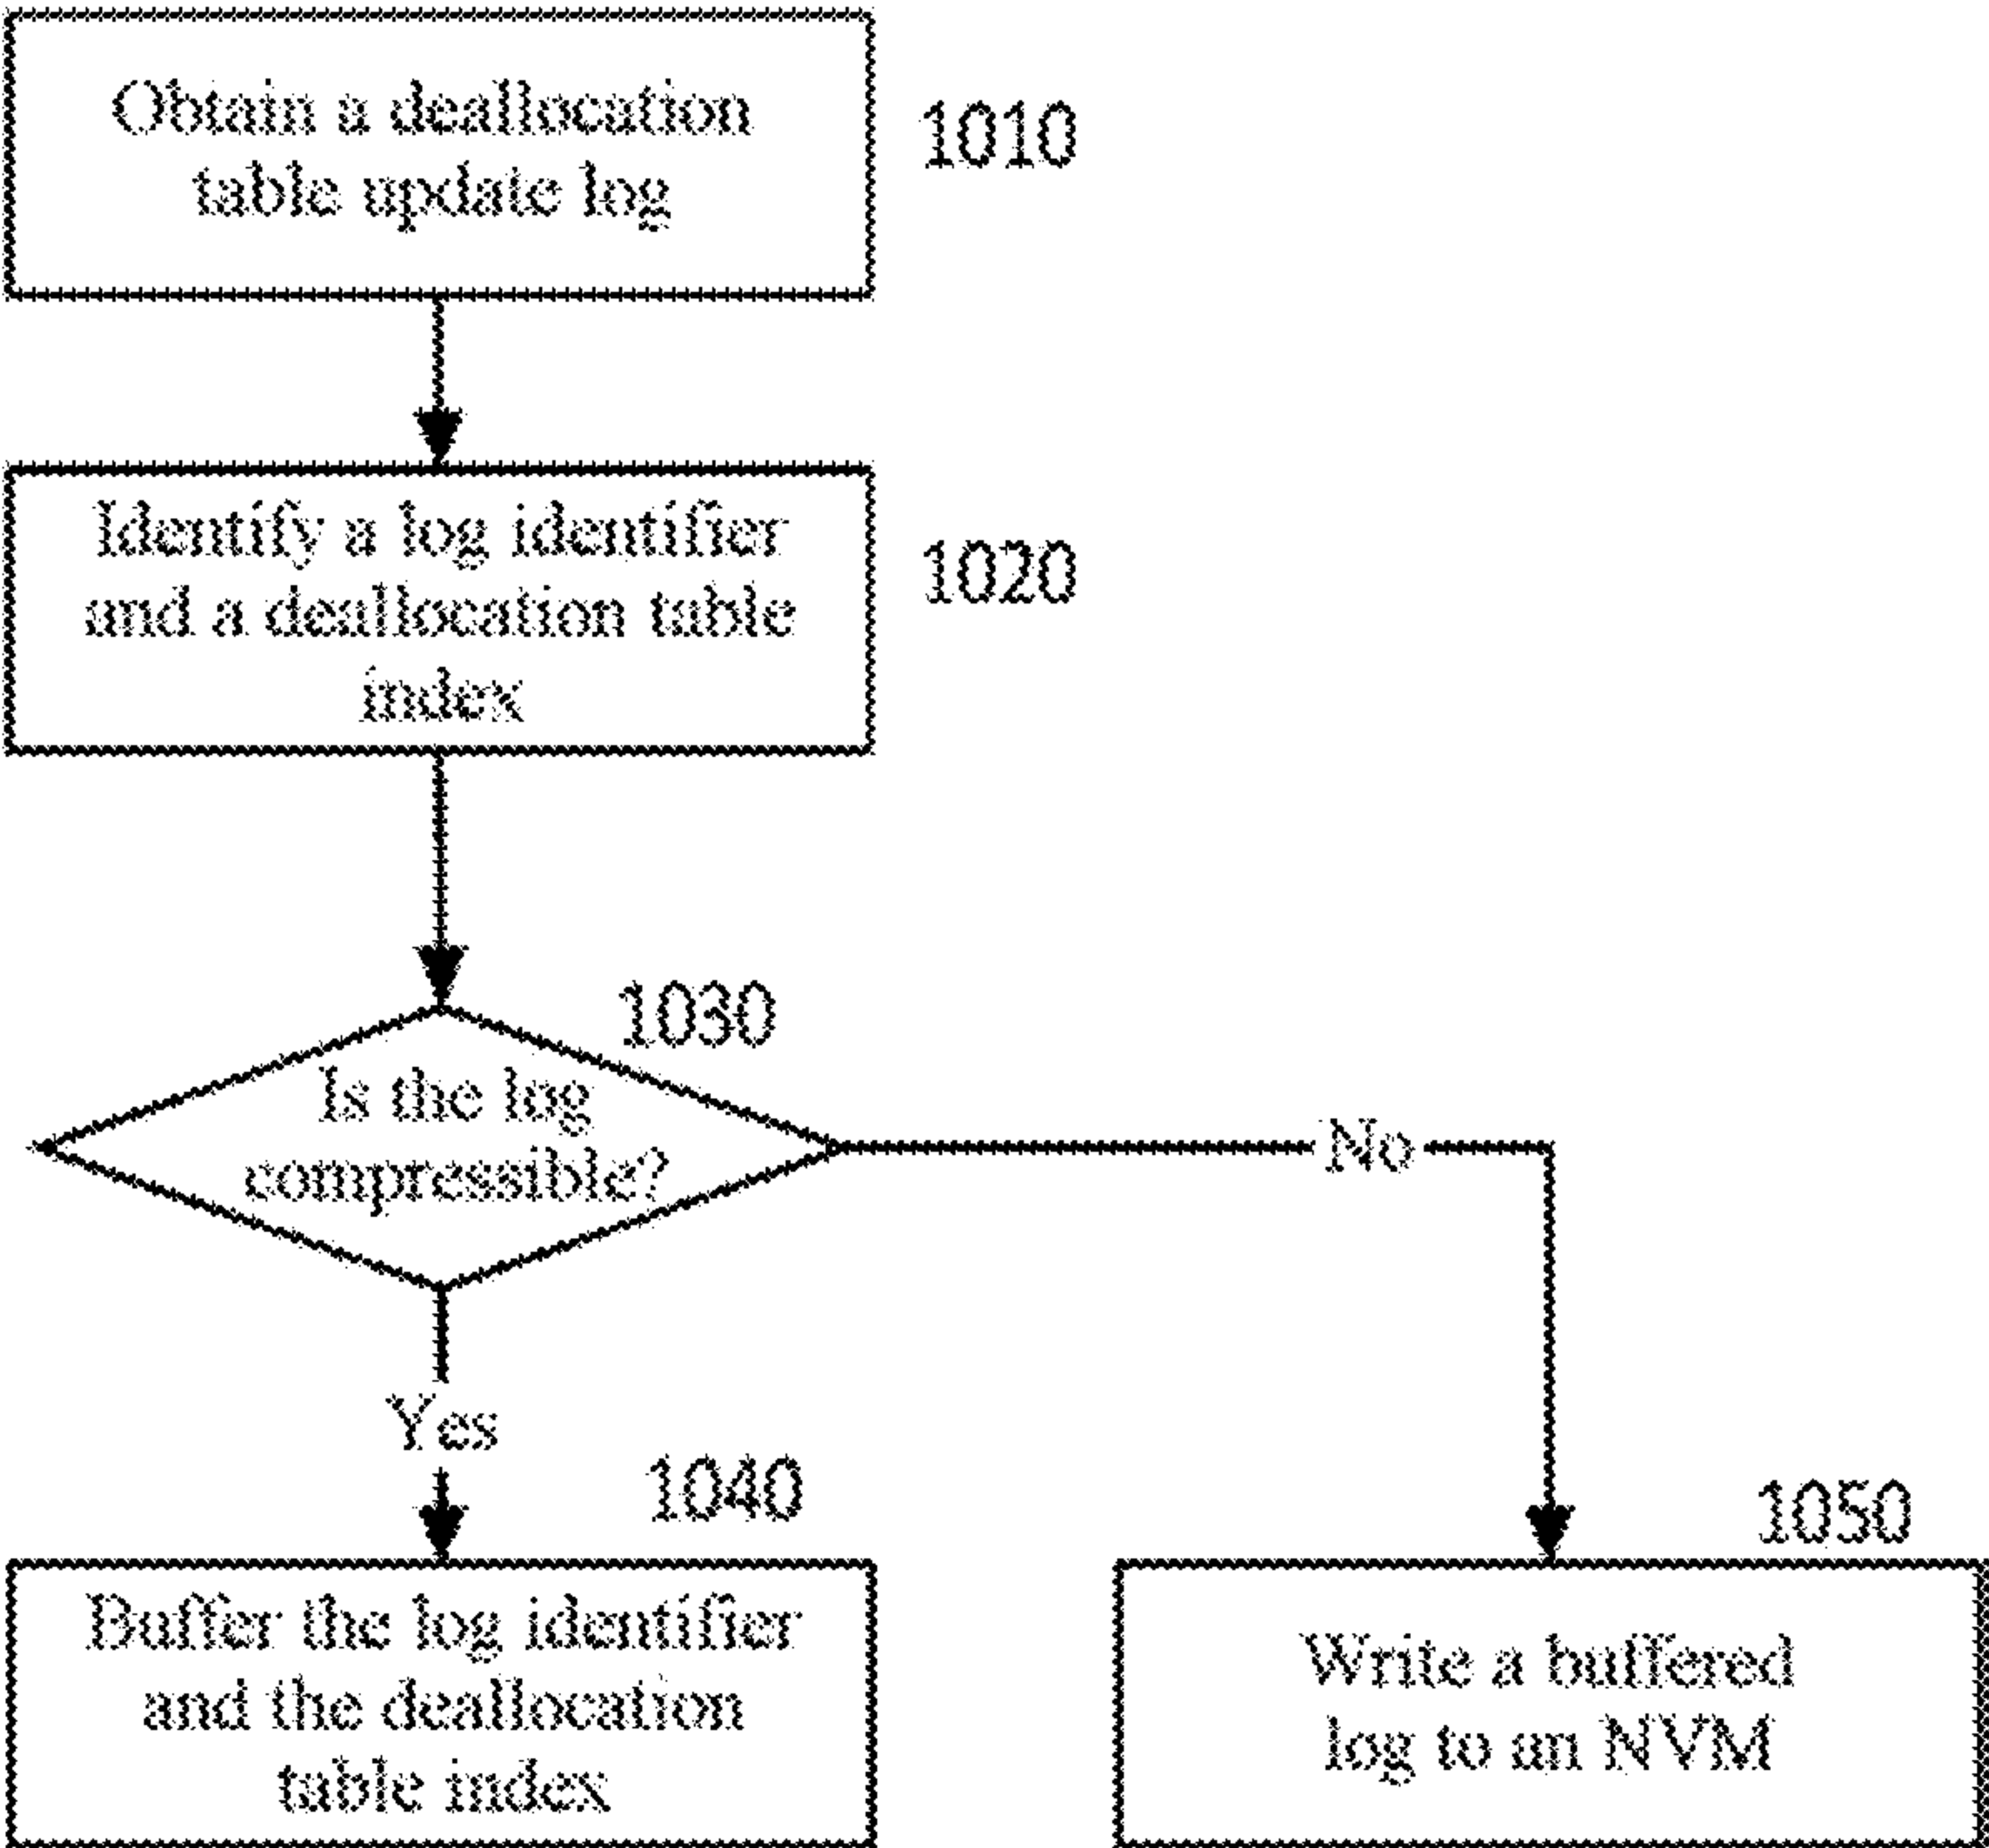 Obtain a deallocation
table update log
1010
Identify a log identifier
and a deallocation table
index
1020
1030
Is the log
compressible?
No
Yes
1040
1050
Buffer the log identifier
and the deallocation
table index
Write a buffered
log to an NVM